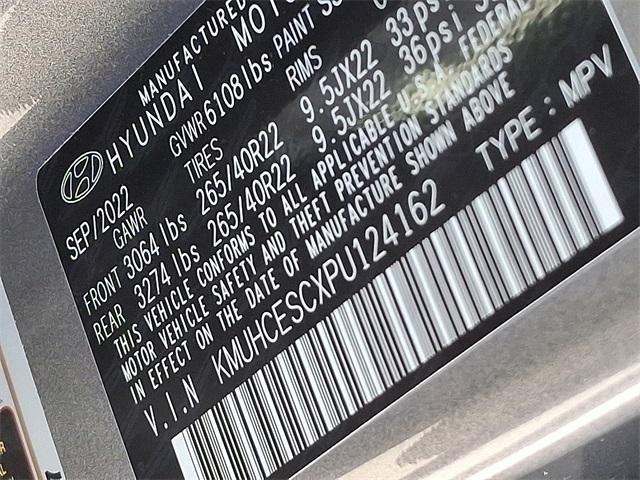 MANUFACTURED
HYUNDAI MOTO
SEP/2022 GVWR 6108 lbs PAINT
GAWR TIRES RIMS
FRONT 3064 lbs 265/40R22 9.5JX22 33psi
REAR 3274 lbs 265/40R22 9.5JX22 36psi
THIS VEHICLE CONFORMS TO ALL APPLICABLE U.S.A. FEDERAL
MOTOR VEHICLE SAFETY AND THEFT PREVENTION STANDARDS
IN EFFECT ON THE DATE OF MANUFACTURE SHOWN ABOVE
V.I.N KMUHCESCXPU124162 TYPE : MPV